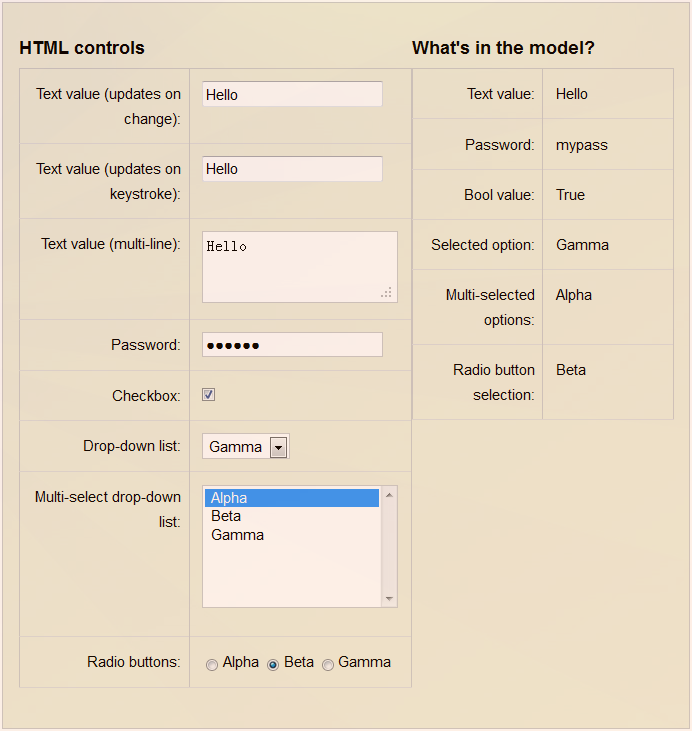 HTML controls
Text value (updates on
change):
Hello
Text value (updates on
keystroke):
Hello
Text value (multi-line):
Hello
Password:
●●●●●●
Checkbox:
Drop-down list:
Gamma
Multi-select drop-down
list:
Alpha
Beta
Gamma
Radio buttons:
Alpha Beta Gamma
What's in the model?
Text value: Hello
Password: mypass
Bool value: True
Selected option: Gamma
Multi-selected
options:
Alpha
Radio button
selection:
Beta